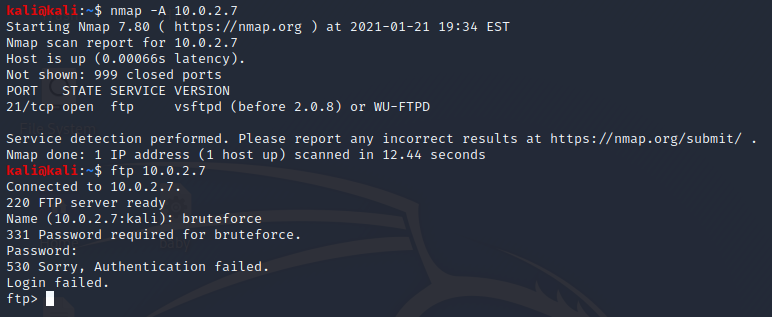 kali@kali:~$ nmap -A 10.0.2.7
Starting Nmap 7.80 ( https://nmap.org ) at 2021-01-21 19:34 EST
Nmap scan report for 10.0.2.7
Host is up (0.00066s latency).
Not shown: 999 closed ports
PORT   STATE SERVICE VERSION
21/tcp open  ftp     vsftpd (before 2.0.8) or WU-FTPD

Service detection performed. Please report any incorrect results at https://nmap.org/submit/ .
Nmap done: 1 IP address (1 host up) scanned in 12.44 seconds
kali@kali:~$ ftp 10.0.2.7
Connected to 10.0.2.7.
220 FTP server ready
Name (10.0.2.7:kali): bruteforce
331 Password required for bruteforce.
Password:
530 Sorry, Authentication failed.
Login failed.
ftp>